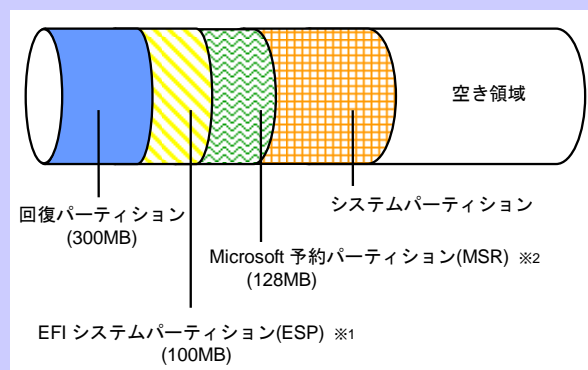 空き領域
回復パーティション
(300MB)
システムパーティション
Microsoft 予約パーティション(MSR) ※2
(128MB)
EFI システムパーティション(ESP) ※1
(100MB)